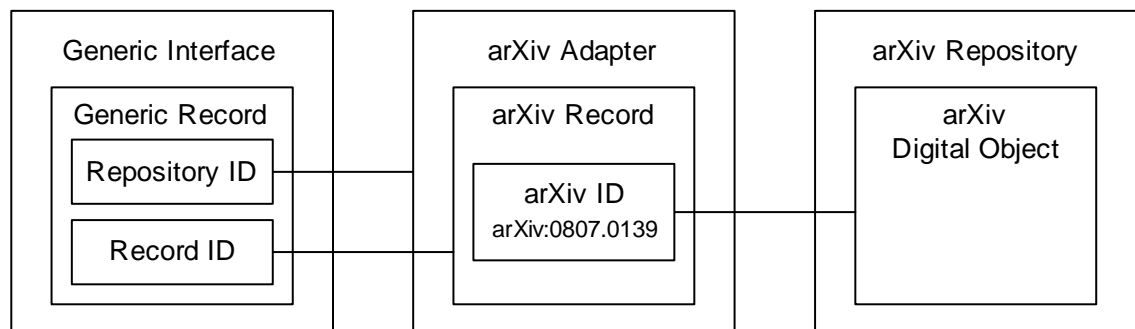 Generic Interface
Generic Record
Repository ID
Record ID
arXiv Adapter
arXiv Record
arXiv ID
arXiv:0807.0139
arXiv Repository
arXiv
Digital Object